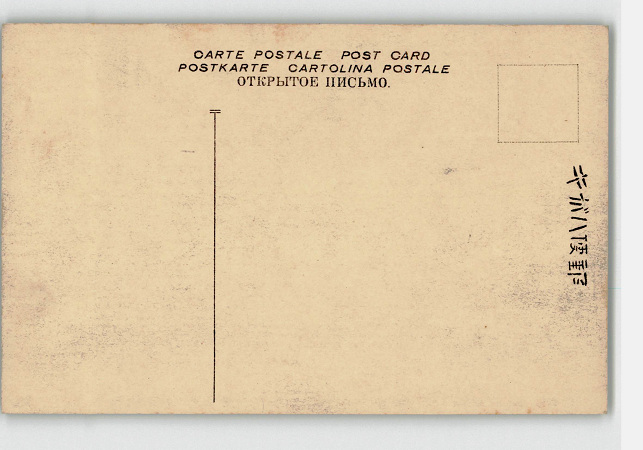 CARTE POSTALE POST CARD
POSTKARTE CARTOLINA POSTALE
ОТКРЫТОЕ ПИСЬМО.
郵便ハガキ